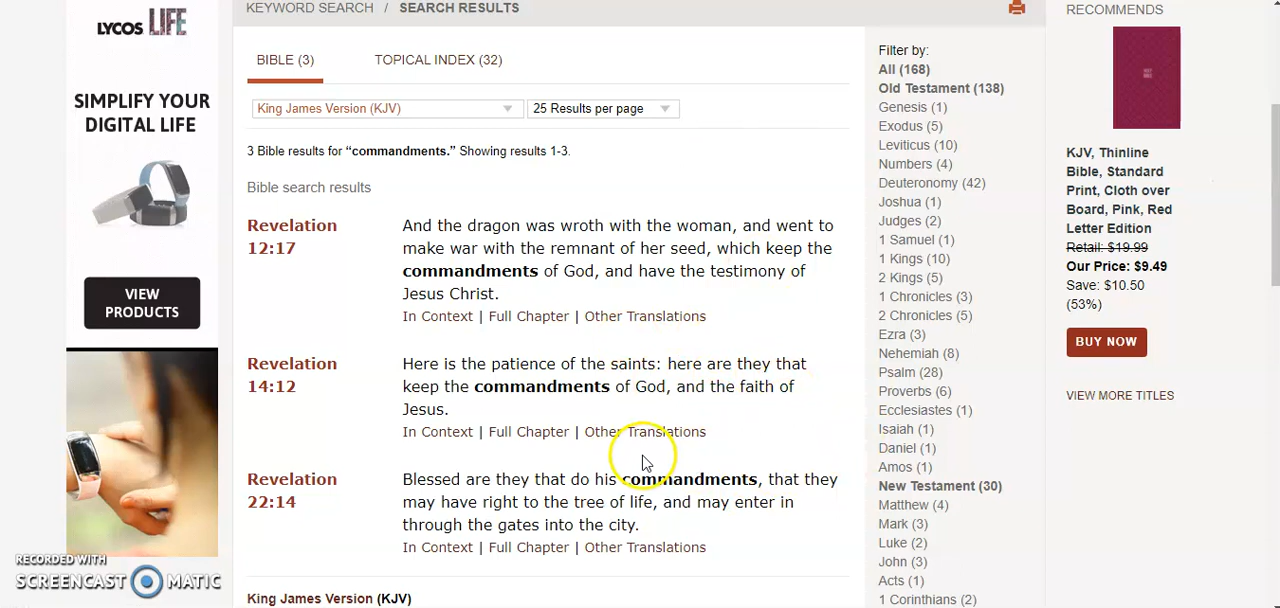 LYCOS LIFE
SIMPLIFY YOUR
DIGITAL LIFE
VIEW
PRODUCTS
RECORDED WITH
SCREENCAST MATIC
KEYWORD SEARCH / SEARCH RESULTS
BIBLE (3) TOPICAL INDEX (32)
King James Version (KJV) 25 Results per page
3 Bible results for “commandments.” Showing results 1-3.
Bible search results
Revelation
12:17
And the dragon was wroth with the woman, and went to
make war with the remnant of her seed, which keep the
commandments of God, and have the testimony of
Jesus Christ.
In Context | Full Chapter | Other Translations
Revelation
14:12
Here is the patience of the saints: here are they that
keep the commandments of God, and the faith of
Jesus.
In Context | Full Chapter | Other Translations
Revelation
22:14
Blessed are they that do his commandments, that they
may have right to the tree of life, and may enter in
through the gates into the city.
In Context | Full Chapter | Other Translations
King James Version (KJV)
Filter by:
All (168)
Old Testament (138)
Genesis (1)
Exodus (5)
Leviticus (10)
Numbers (4)
Deuteronomy (42)
Joshua (1)
Judges (2)
1 Samuel (1)
1 Kings (10)
2 Kings (5)
1 Chronicles (3)
2 Chronicles (5)
Ezra (3)
Nehemiah (8)
Psalm (28)
Proverbs (6)
Ecclesiastes (1)
Isaiah (1)
Daniel (1)
Amos (1)
New Testament (30)
Matthew (4)
Mark (3)
Luke (2)
John (3)
Acts (1)
1 Corinthians (2)
RECOMMENDS
KJV, Thinline
Bible, Standard
Print, Cloth over
Board, Pink, Red
Letter Edition
Retail: $19.99
Our Price: $9.49
Save: $10.50
(53%)
BUY NOW
VIEW MORE TITLES